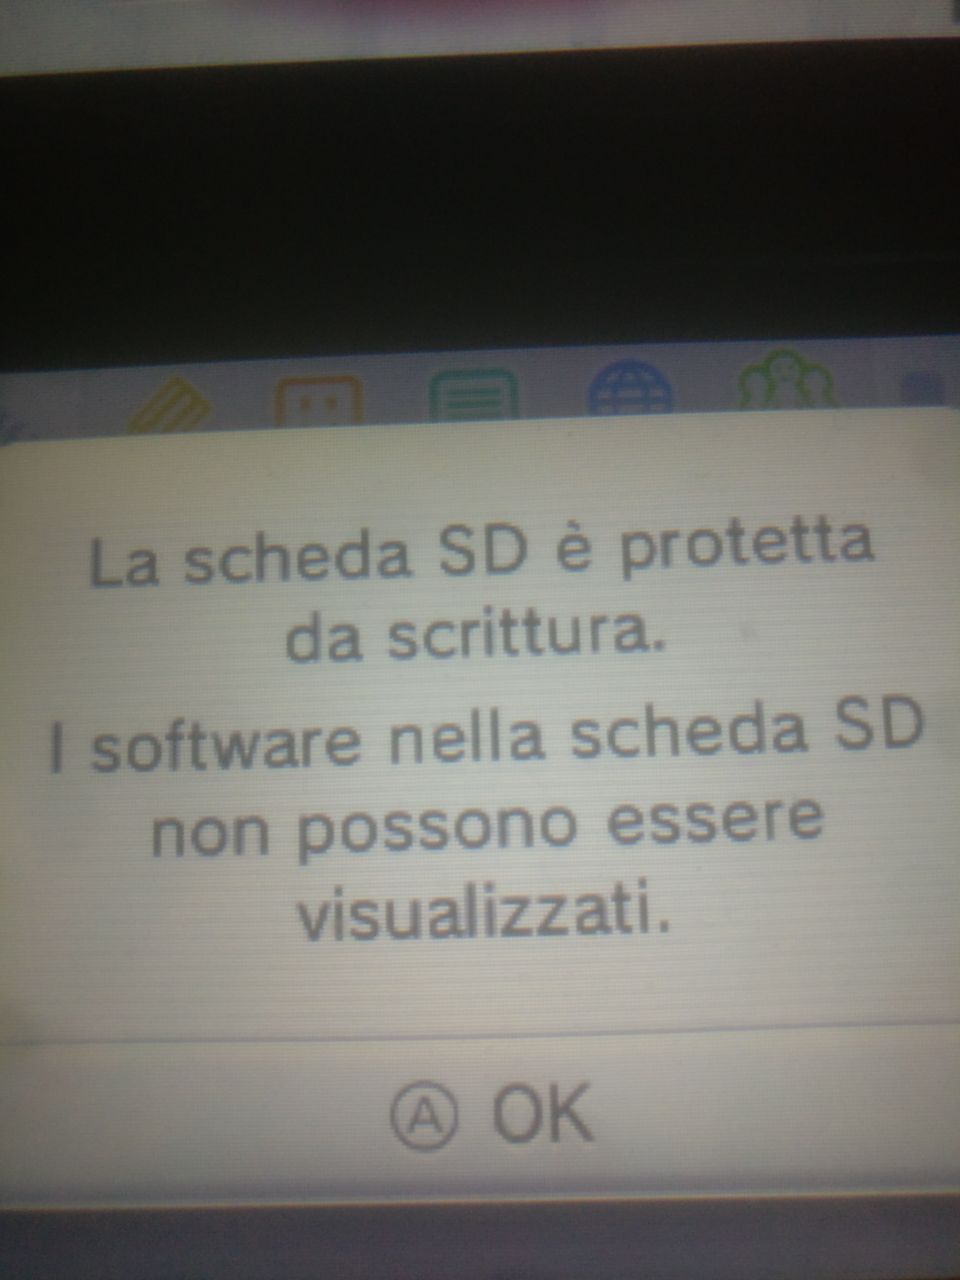 La scheda SD è protetta
da scrittura.
I software nella scheda SD
non possono essere
visualizzati.
Ⓐ OK